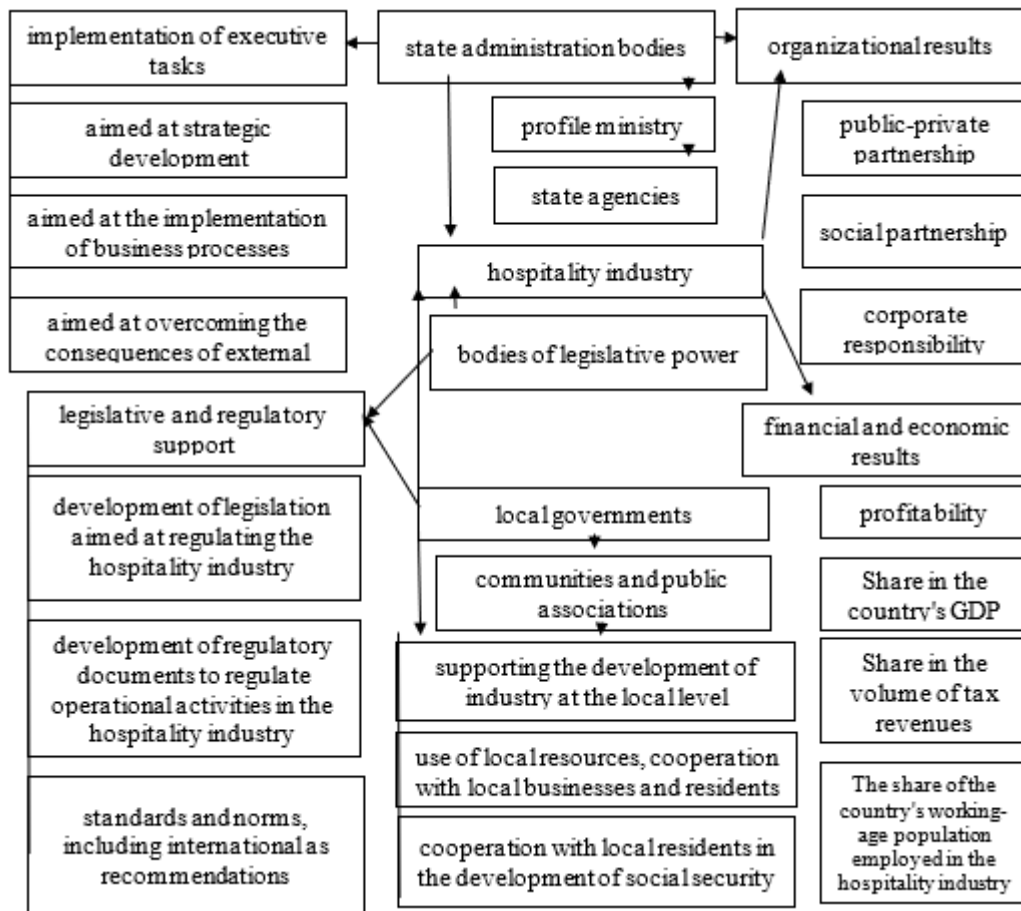 implementation of executive
tasks
state administration bodies
organizational results
aimed at strategic
development
profile ministry
public-private
partnership
state agencies
aimed at the implementation
of business processes
social partnership
hospitality industry
aimed at overcoming the
consequences of external
corporate
responsibility
bodies of legislative power
legislative and regulatory
support
financial and economic
results
development of legislation
aimed at regulating the
hospitality industry
local governments
profitability
communities and public
associations
Share in the
country's GDP
development of regulatory
documents to regulate
operational activities in the
hospitality industry
supporting the development of
industry at the local level
Share in the
volume of tax
revenues
use of local resources, cooperation
with local businesses and residents
standards and norms,
including international as
recommendations
cooperation with local residents in
the development of social security
The share of the
country's working-
age population
employed in the
hospitality industry